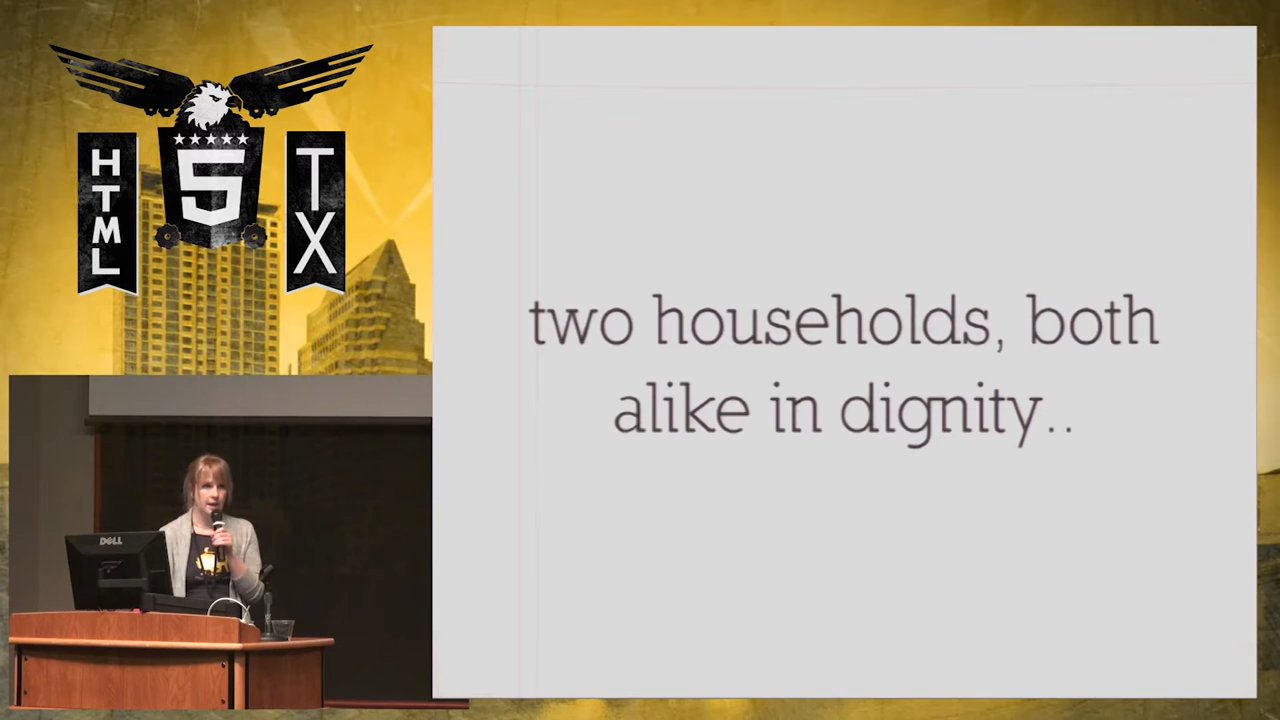 HTML
5
TX
two households, both
alike in dignity..
DELL